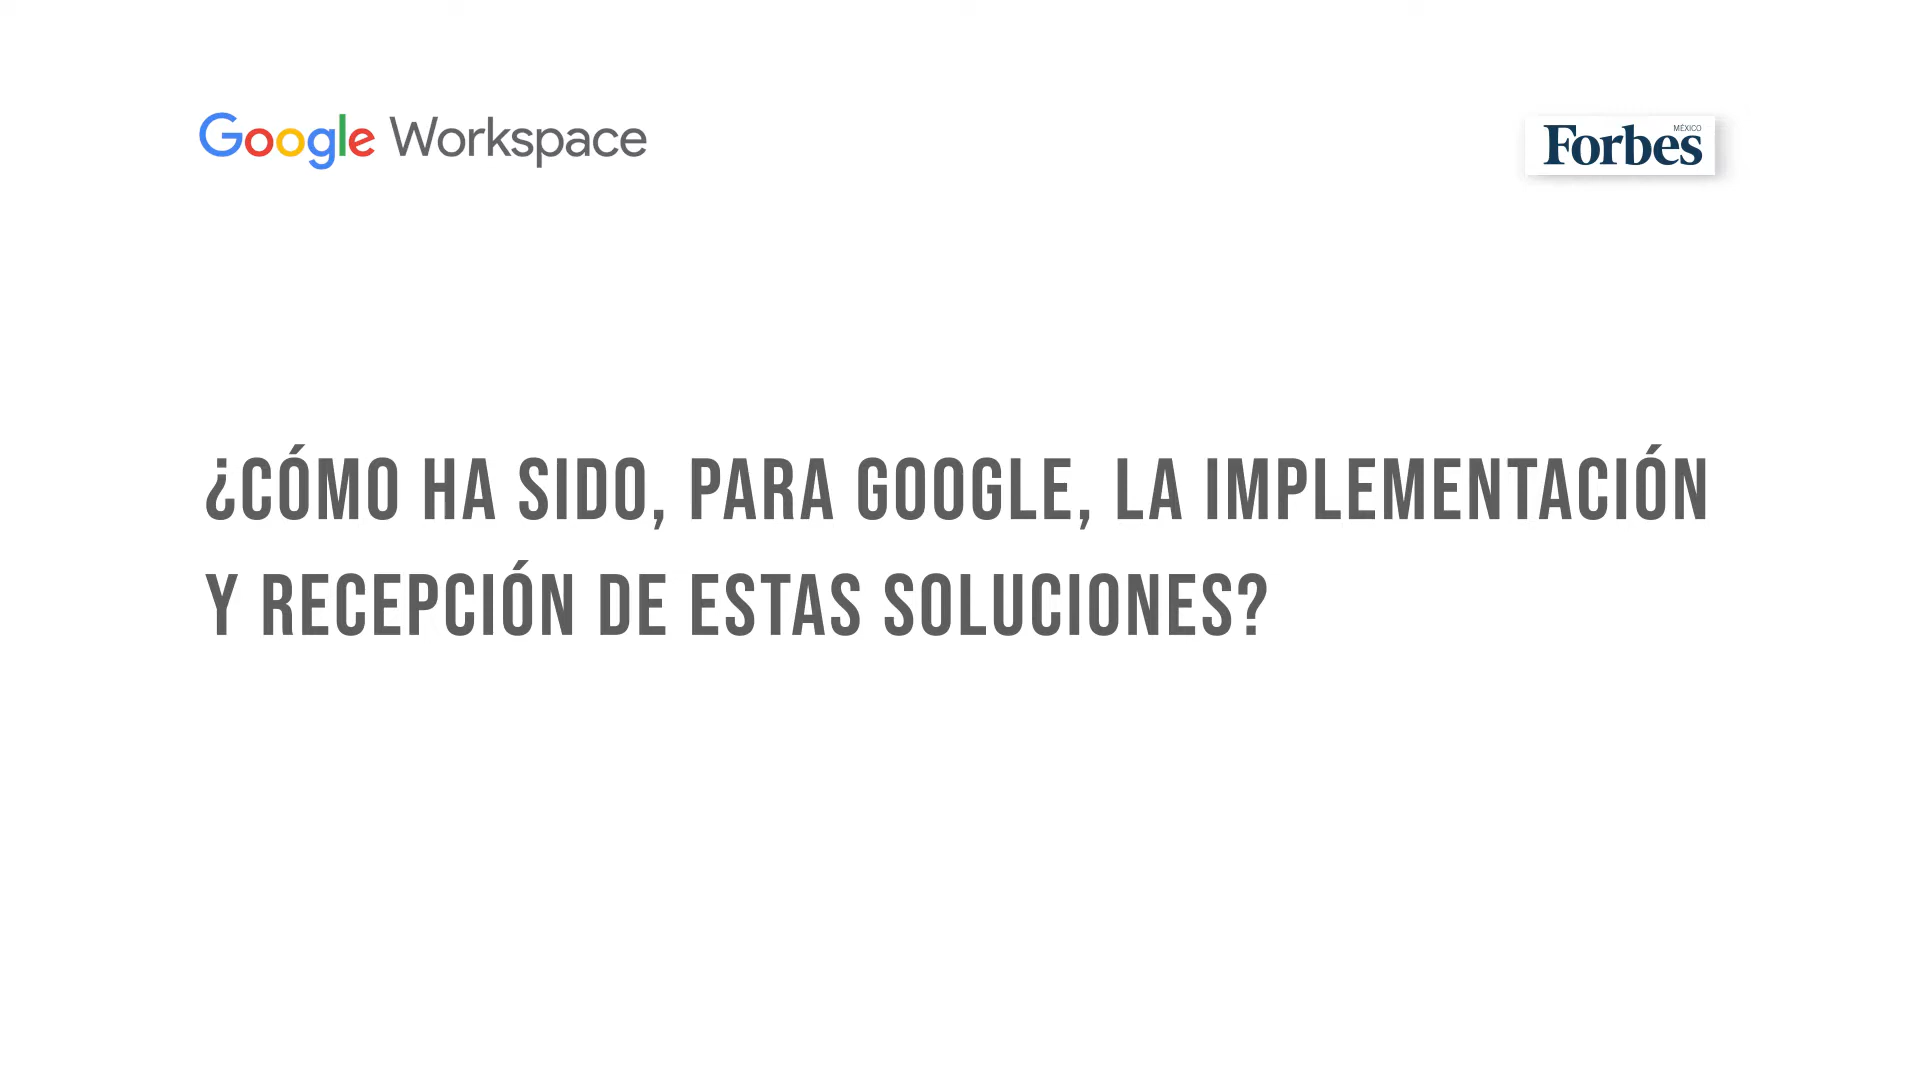 Google Workspace
Forbes
MÉXICO
¿CÓMO HA SIDO, PARA GOOGLE, LA IMPLEMENTACIÓN
Y RECEPCIÓN DE ESTAS SOLUCIONES?